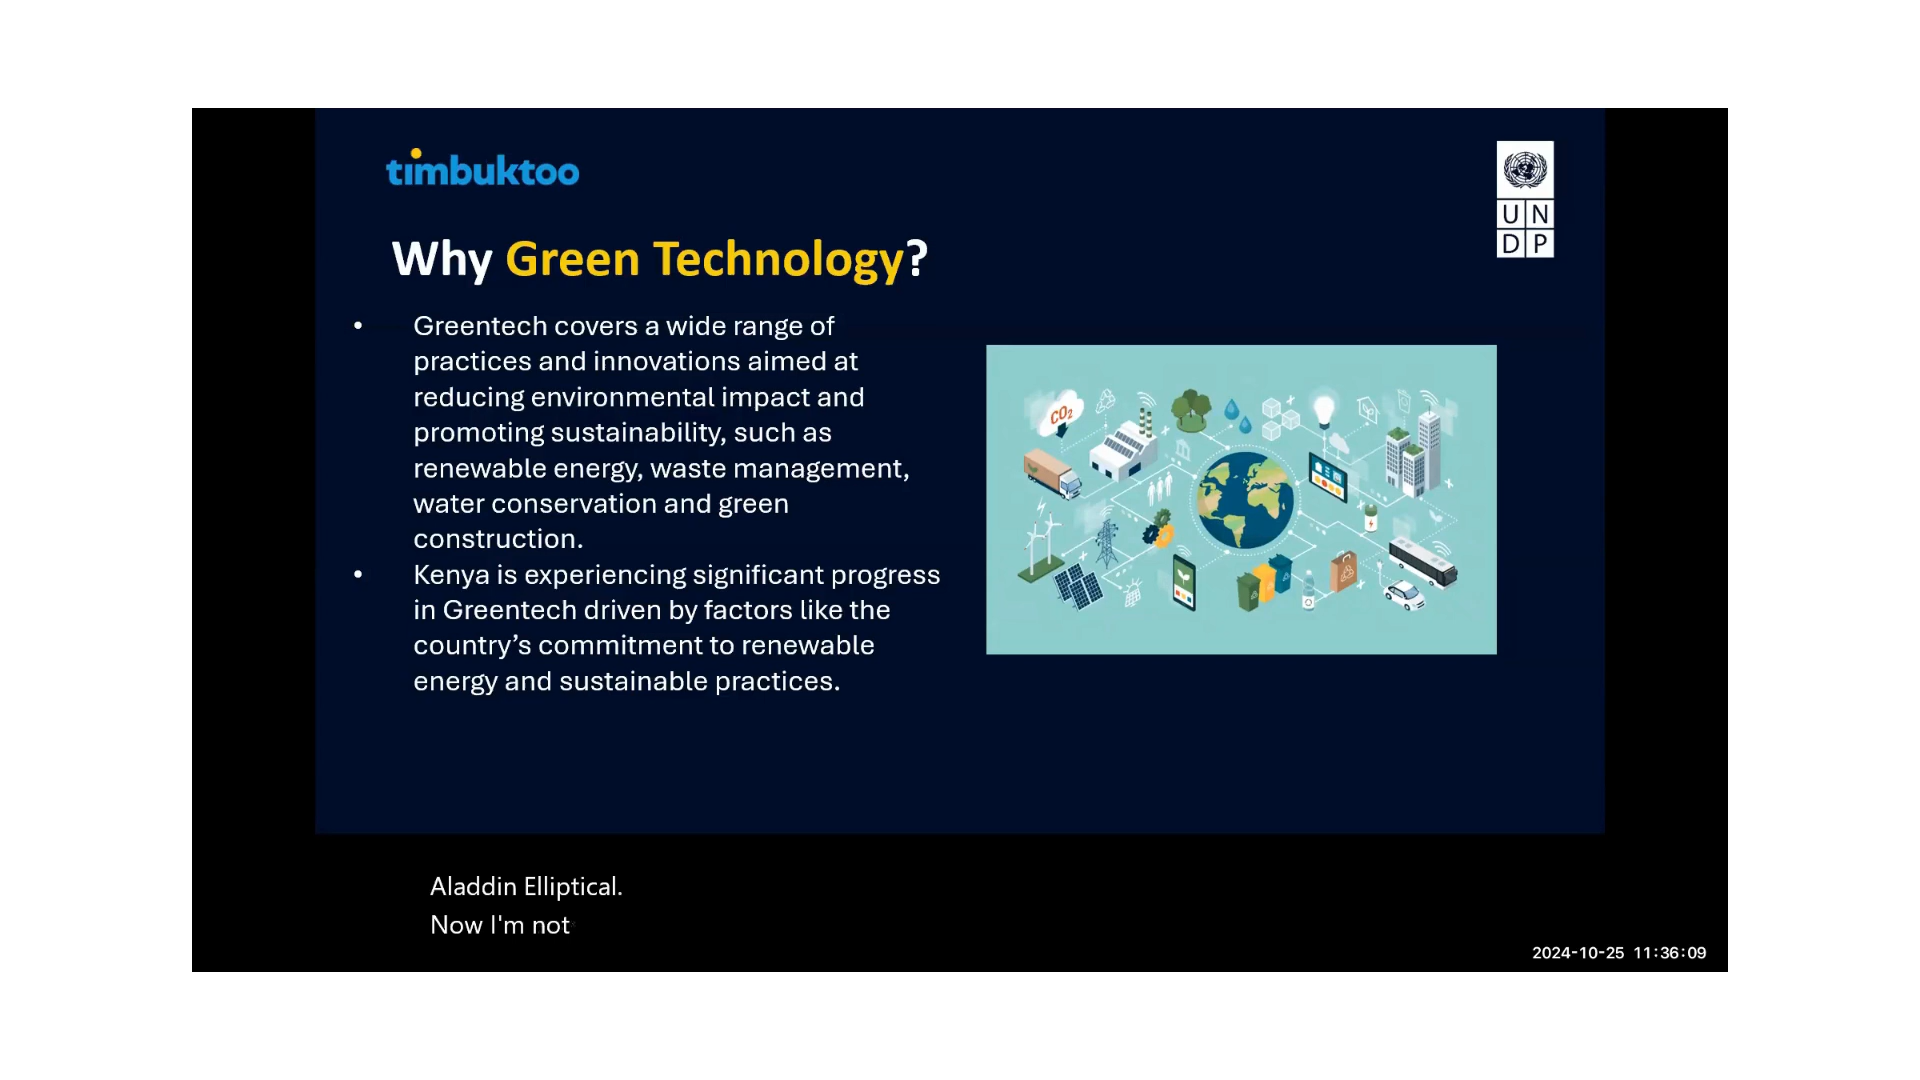 timbuktoo
U N
D P
Why Green Technology?
• Greentech covers a wide range of
practices and innovations aimed at
reducing environmental impact and
promoting sustainability, such as
renewable energy, waste management,
water conservation and green
construction.
• Kenya is experiencing significant progress
in Greentech driven by factors like the
country’s commitment to renewable
energy and sustainable practices.
CO2
Aladdin Elliptical.
Now I'm not
2024-10-25 11:36:09